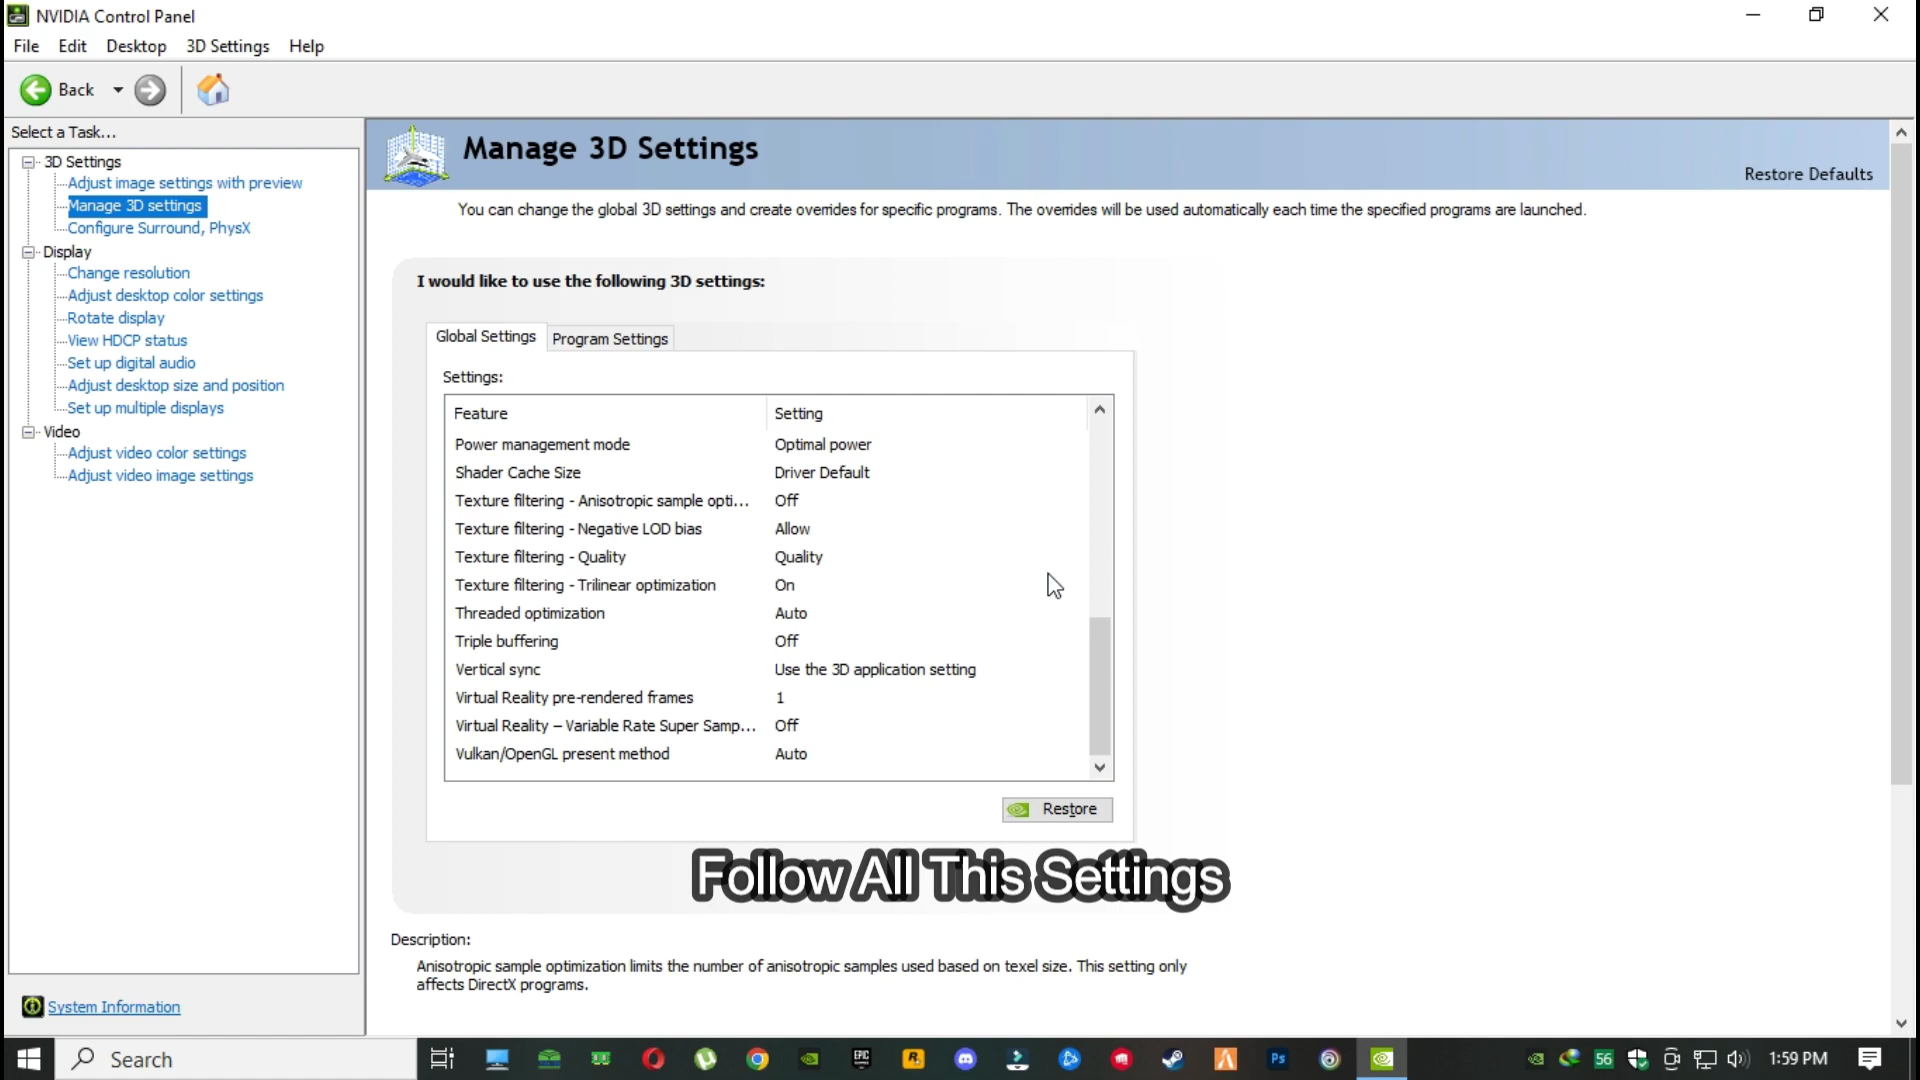 NVIDIA Control Panel
File Edit Desktop 3D Settings Help
Back
Select a Task...
3D Settings
Adjust image settings with preview
Manage 3D settings
Configure Surround, PhysX
Display
Change resolution
Adjust desktop color settings
Rotate display
View HDCP status
Set up digital audio
Adjust desktop size and position
Set up multiple displays
Video
Adjust video color settings
Adjust video image settings
System Information
Manage 3D Settings
Restore Defaults
You can change the global 3D settings and create overrides for specific programs. The overrides will be used automatically each time the specified programs are launched.
I would like to use the following 3D settings:
Global Settings Program Settings
Settings:
Feature Setting
Power management mode Optimal power
Shader Cache Size Driver Default
Texture filtering - Anisotropic sample opti... Off
Texture filtering - Negative LOD bias Allow
Texture filtering - Quality Quality
Texture filtering - Trilinear optimization On
Threaded optimization Auto
Triple buffering Off
Vertical sync Use the 3D application setting
Virtual Reality pre-rendered frames 1
Virtual Reality – Variable Rate Super Samp... Off
Vulkan/OpenGL present method Auto
Restore
Follow All This Settings
Description:
Anisotropic sample optimization limits the number of anisotropic samples used based on texel size. This setting only
affects DirectX programs.
Search
EPIC
R
Ps
56
1:59 PM